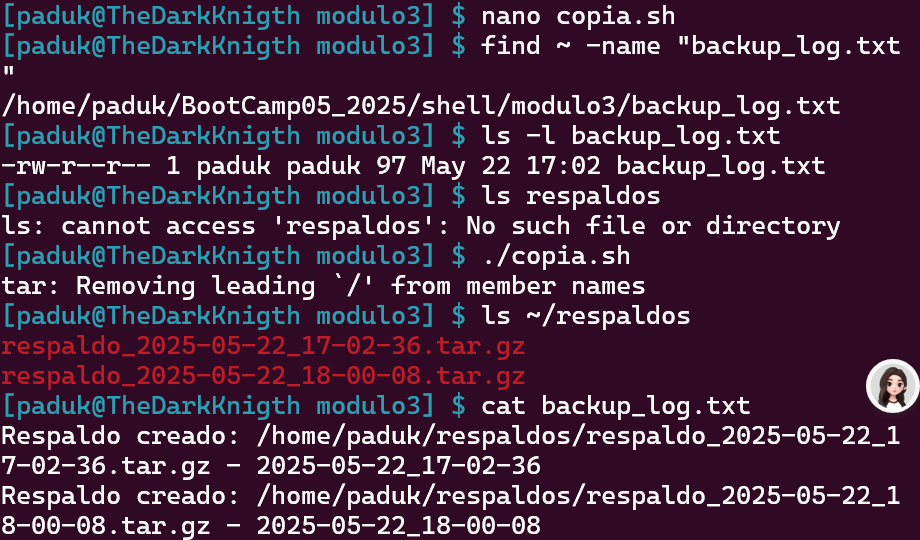 [paduk@TheDarkKnigth modulo3] $ nano copia.sh
[paduk@TheDarkKnigth modulo3] $ find ~ -name "backup_log.txt
"
/home/paduk/BootCamp05_2025/shell/modulo3/backup_log.txt
[paduk@TheDarkKnigth modulo3] $ ls -l backup_log.txt
-rw-r--r-- 1 paduk paduk 97 May 22 17:02 backup_log.txt
[paduk@TheDarkKnigth modulo3] $ ls respaldos
ls: cannot access 'respaldos': No such file or directory
[paduk@TheDarkKnigth modulo3] $ ./copia.sh
tar: Removing leading `/' from member names
[paduk@TheDarkKnigth modulo3] $ ls ~/respaldos
respaldo_2025-05-22_17-02-36.tar.gz
respaldo_2025-05-22_18-00-08.tar.gz
[paduk@TheDarkKnigth modulo3] $ cat backup_log.txt
Respaldo creado: /home/paduk/respaldos/respaldo_2025-05-22_1
7-02-36.tar.gz - 2025-05-22_17-02-36
Respaldo creado: /home/paduk/respaldos/respaldo_2025-05-22_1
8-00-08.tar.gz - 2025-05-22_18-00-08